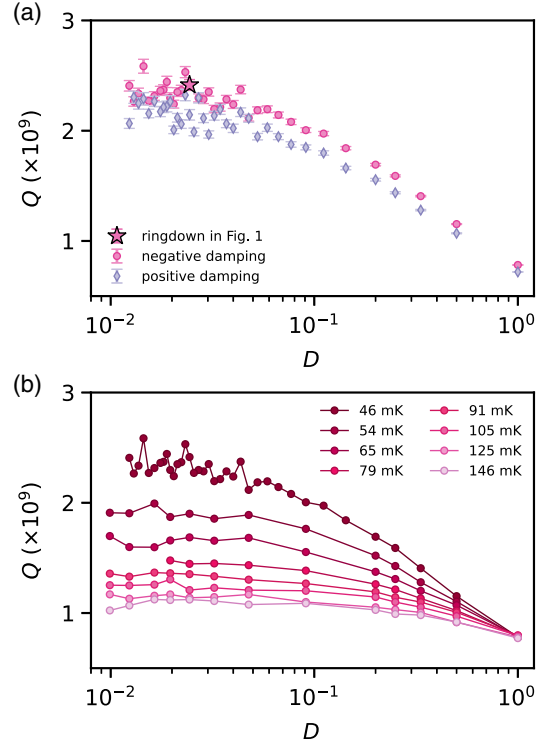 (a)
3
2
1
Q (×10⁹)
ringdown in Fig. 1
negative damping
positive damping
10⁻² 10⁻¹ 10⁰
D
(b)
3
2
1
Q (×10⁹)
46 mK 91 mK
54 mK 105 mK
65 mK 125 mK
79 mK 146 mK
10⁻² 10⁻¹ 10⁰
D